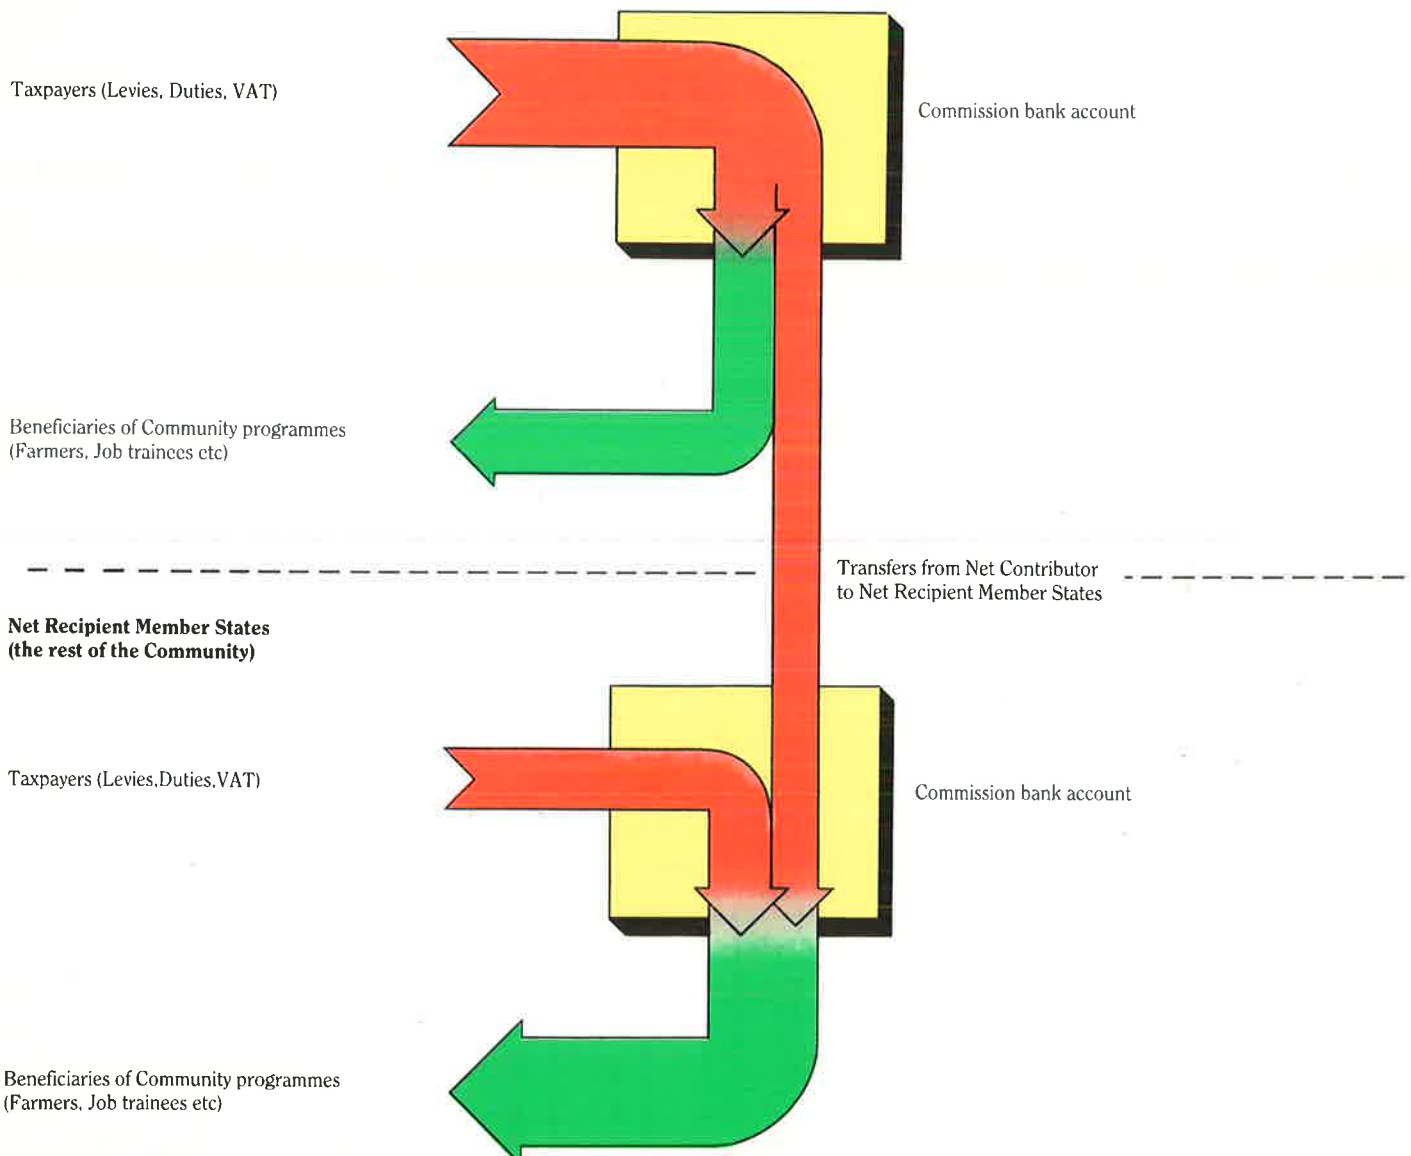 Taxpayers (Levies, Duties, VAT)
Commission bank account
Beneficiaries of Community programmes
(Farmers, Job trainees etc)
Transfers from Net Contributor
to Net Recipient Member States
Net Recipient Member States
(the rest of the Community)
Taxpayers (Levies,Duties,VAT)
Commission bank account
Beneficiaries of Community programmes
(Farmers, Job trainees etc)